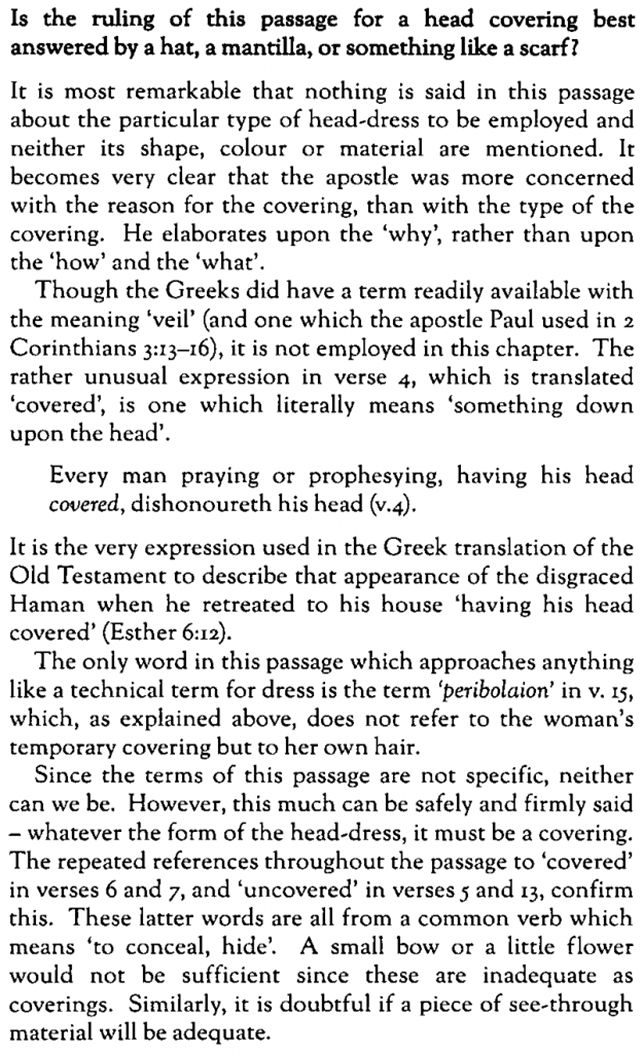 Is the ruling of this passage for a head covering best
answered by a hat, a mantilla, or something like a scarf?
It is most remarkable that nothing is said in this passage
about the particular type of head-dress to be employed and
neither its shape, colour or material are mentioned. It
becomes very clear that the apostle was more concerned
with the reason for the covering, than with the type of the
covering. He elaborates upon the ‘why’, rather than upon
the ‘how’ and the ‘what’.
Though the Greeks did have a term readily available with
the meaning ‘veil’ (and one which the apostle Paul used in 2
Corinthians 3:13–16), it is not employed in this chapter. The
rather unusual expression in verse 4, which is translated
‘covered’, is one which literally means ‘something down
upon the head’.
Every man praying or prophesying, having his head
covered, dishonoureth his head (v.4).
It is the very expression used in the Greek translation of the
Old Testament to describe that appearance of the disgraced
Haman when he retreated to his house ‘having his head
covered’ (Esther 6:12).
The only word in this passage which approaches anything
like a technical term for dress is the term ‘peribolaion’ in v. 15,
which, as explained above, does not refer to the woman’s
temporary covering but to her own hair.
Since the terms of this passage are not specific, neither
can we be. However, this much can be safely and firmly said
– whatever the form of the head-dress, it must be a covering.
The repeated references throughout the passage to ‘covered’
in verses 6 and 7, and ‘uncovered’ in verses 5 and 13, confirm
this. These latter words are all from a common verb which
means ‘to conceal, hide’. A small bow or a little flower
would not be sufficient since these are inadequate as
coverings. Similarly, it is doubtful if a piece of see-through
material will be adequate.